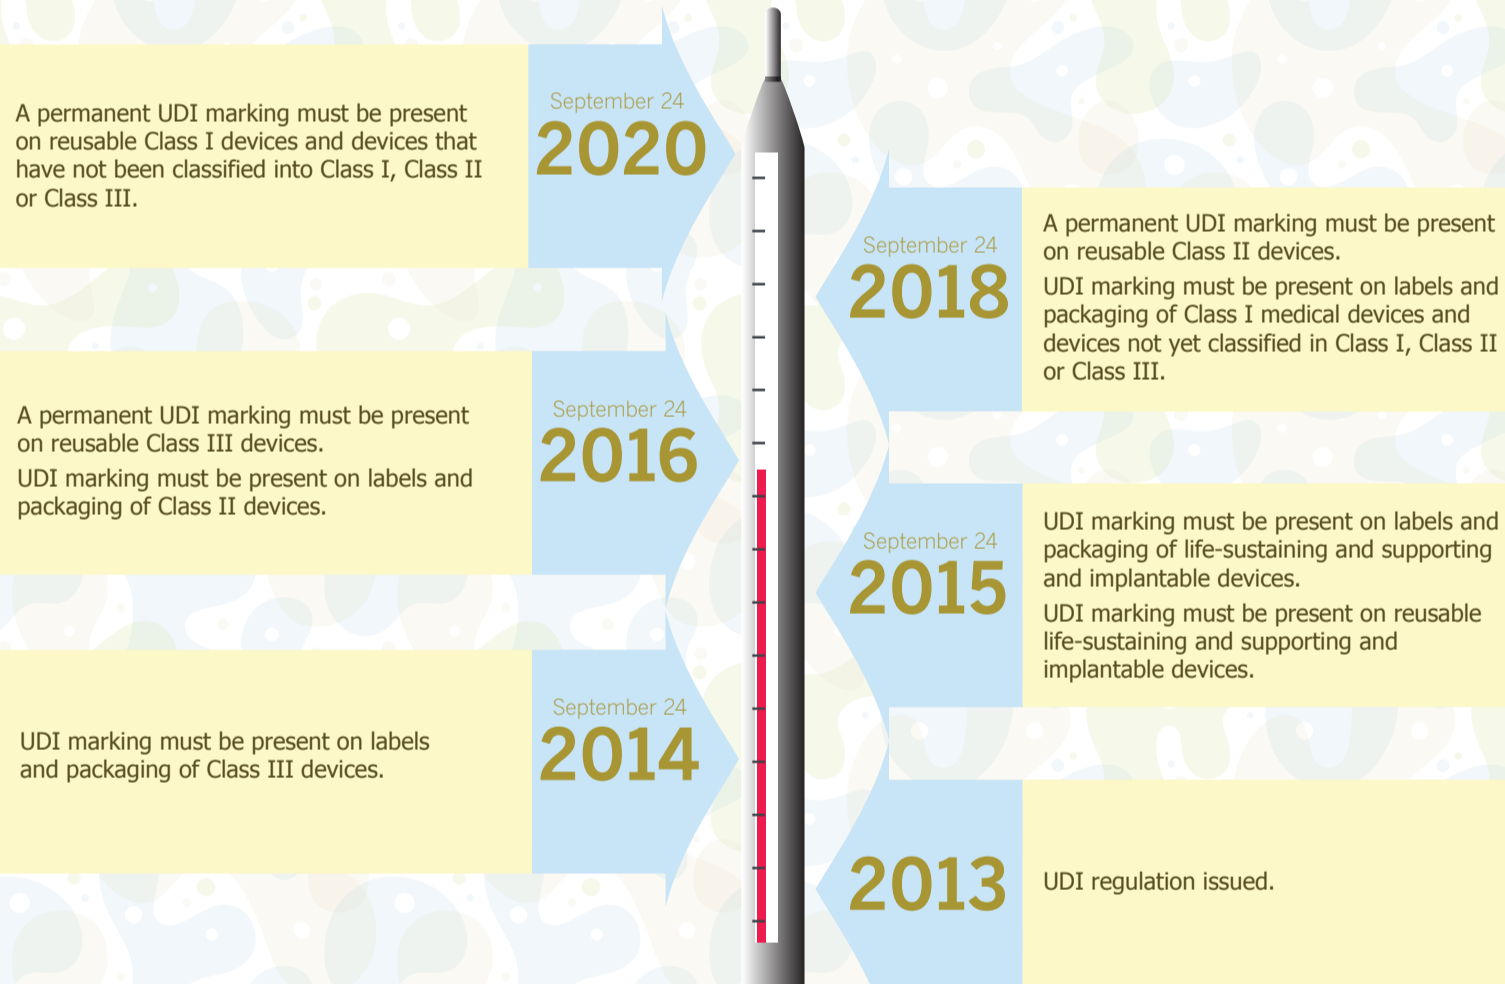 September 24
2020
A permanent UDI marking must be present
on reusable Class I devices and devices that
have not been classified into Class I, Class II
or Class III.
September 24
2018
A permanent UDI marking must be present
on reusable Class II devices.
UDI marking must be present on labels and
packaging of Class I medical devices and
devices not yet classified in Class I, Class II
or Class III.
September 24
2016
A permanent UDI marking must be present
on reusable Class III devices.
UDI marking must be present on labels and
packaging of Class II devices.
September 24
2015
UDI marking must be present on labels and
packaging of life-sustaining and supporting
and implantable devices.
UDI marking must be present on reusable
life-sustaining and supporting and
implantable devices.
September 24
2014
UDI marking must be present on labels
and packaging of Class III devices.
2013
UDI regulation issued.